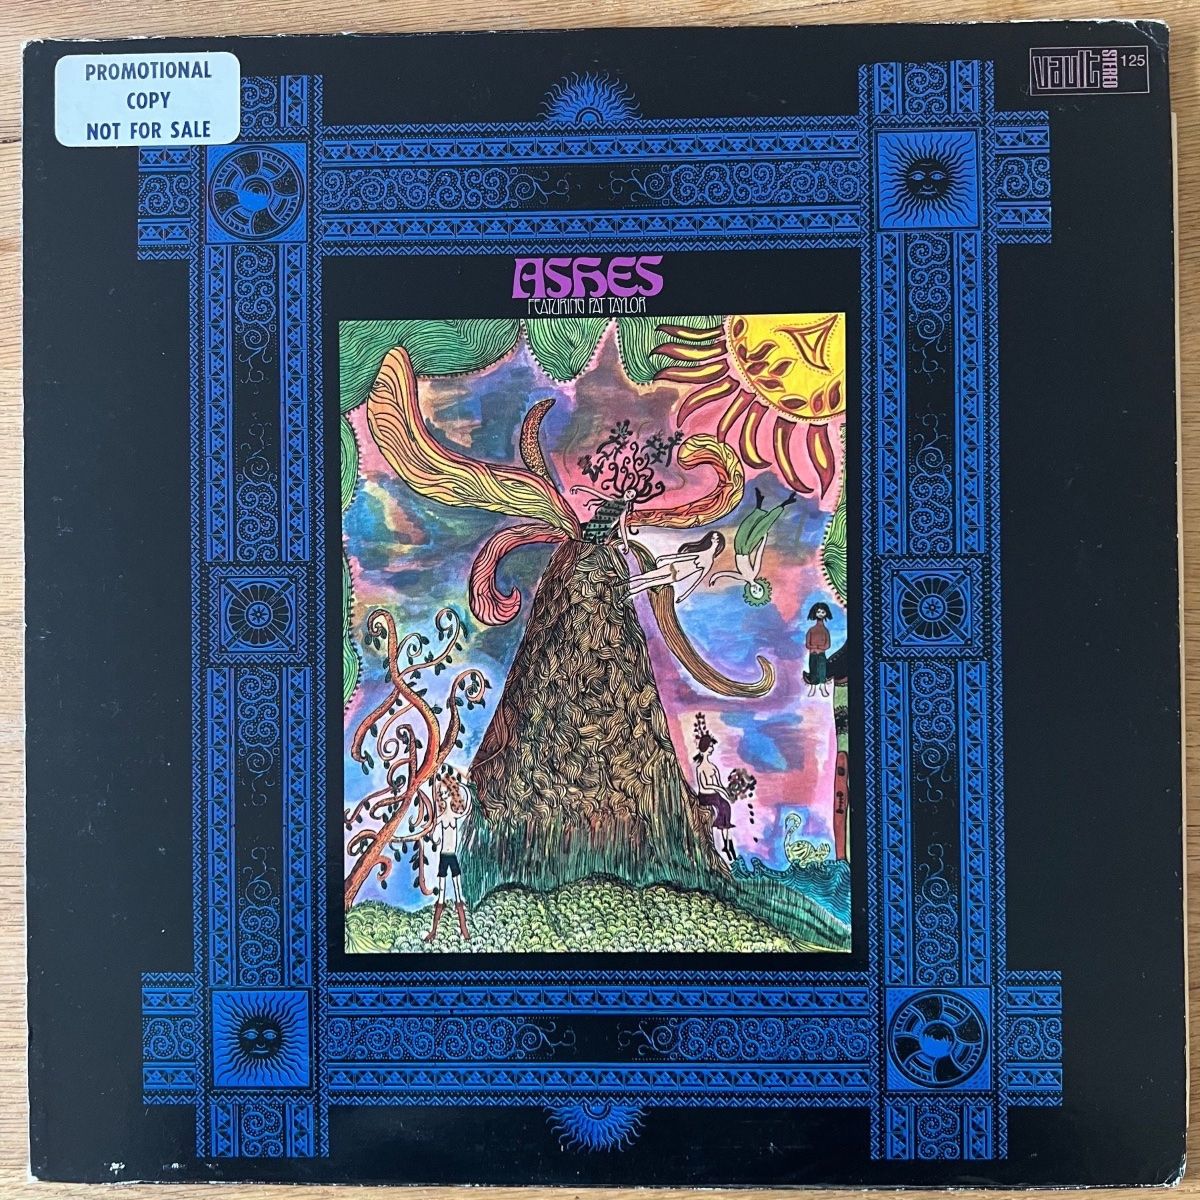 PROMOTIONAL
COPY
NOT FOR SALE
vault STEREO 125
ASHES
FEATURING PAT TAYLOR